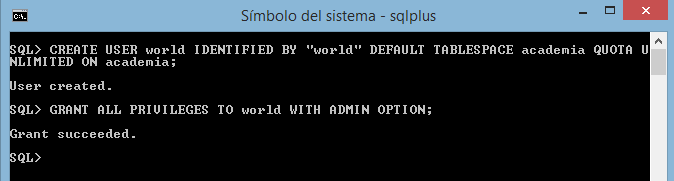 Símbolo del sistema - sqlplus
SQL> CREATE USER world IDENTIFIED BY "world" DEFAULT TABLESPACE academia QUOTA U
NLIMITED ON academia;
User created.
SQL> GRANT ALL PRIVILEGES TO world WITH ADMIN OPTION;
Grant succeeded.
SQL>